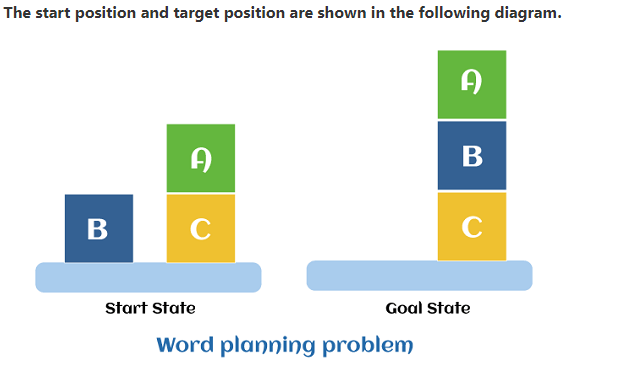 The start position and target position are shown in the following diagram.
A
A
B
B
C
C
Start State
Goal State
Word planning problem